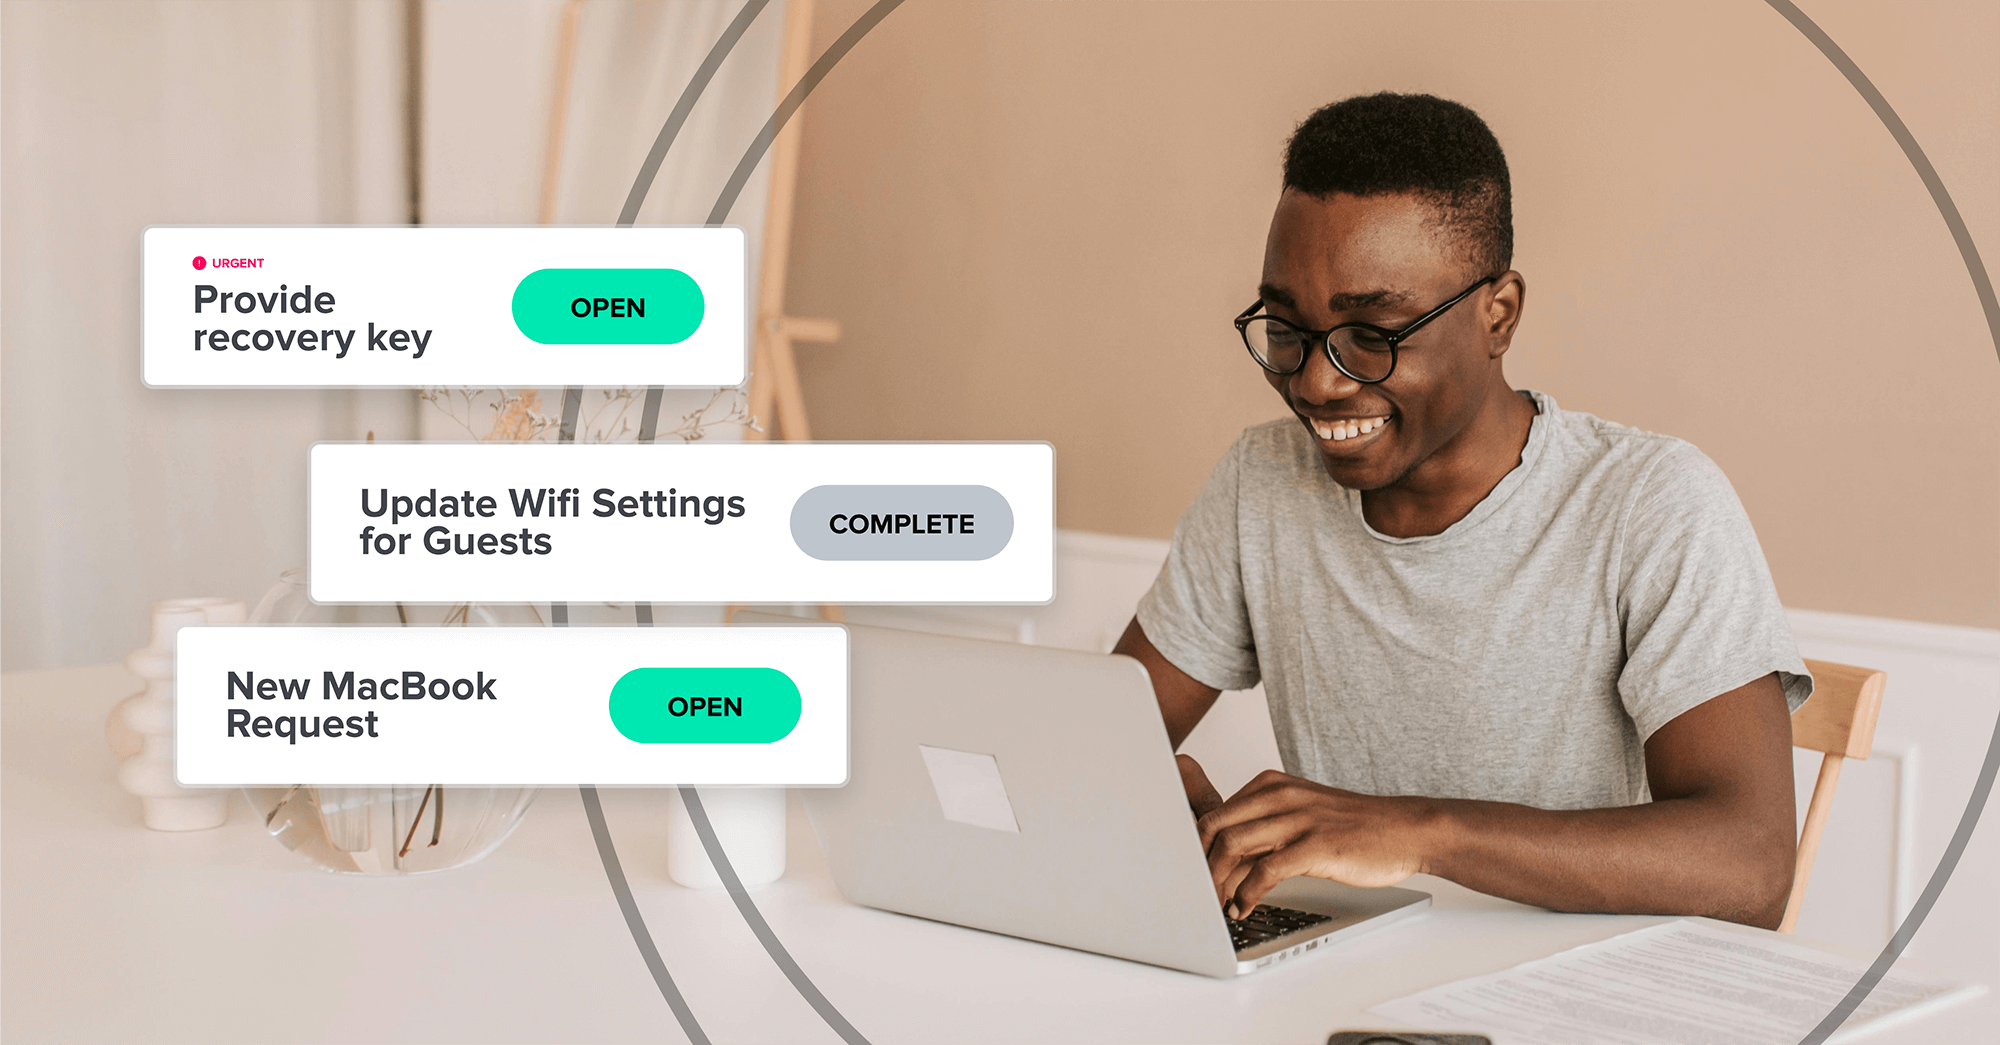 URGENT
Provide
recovery key
OPEN
Update Wifi Settings
for Guests
COMPLETE
New MacBook
Request
OPEN